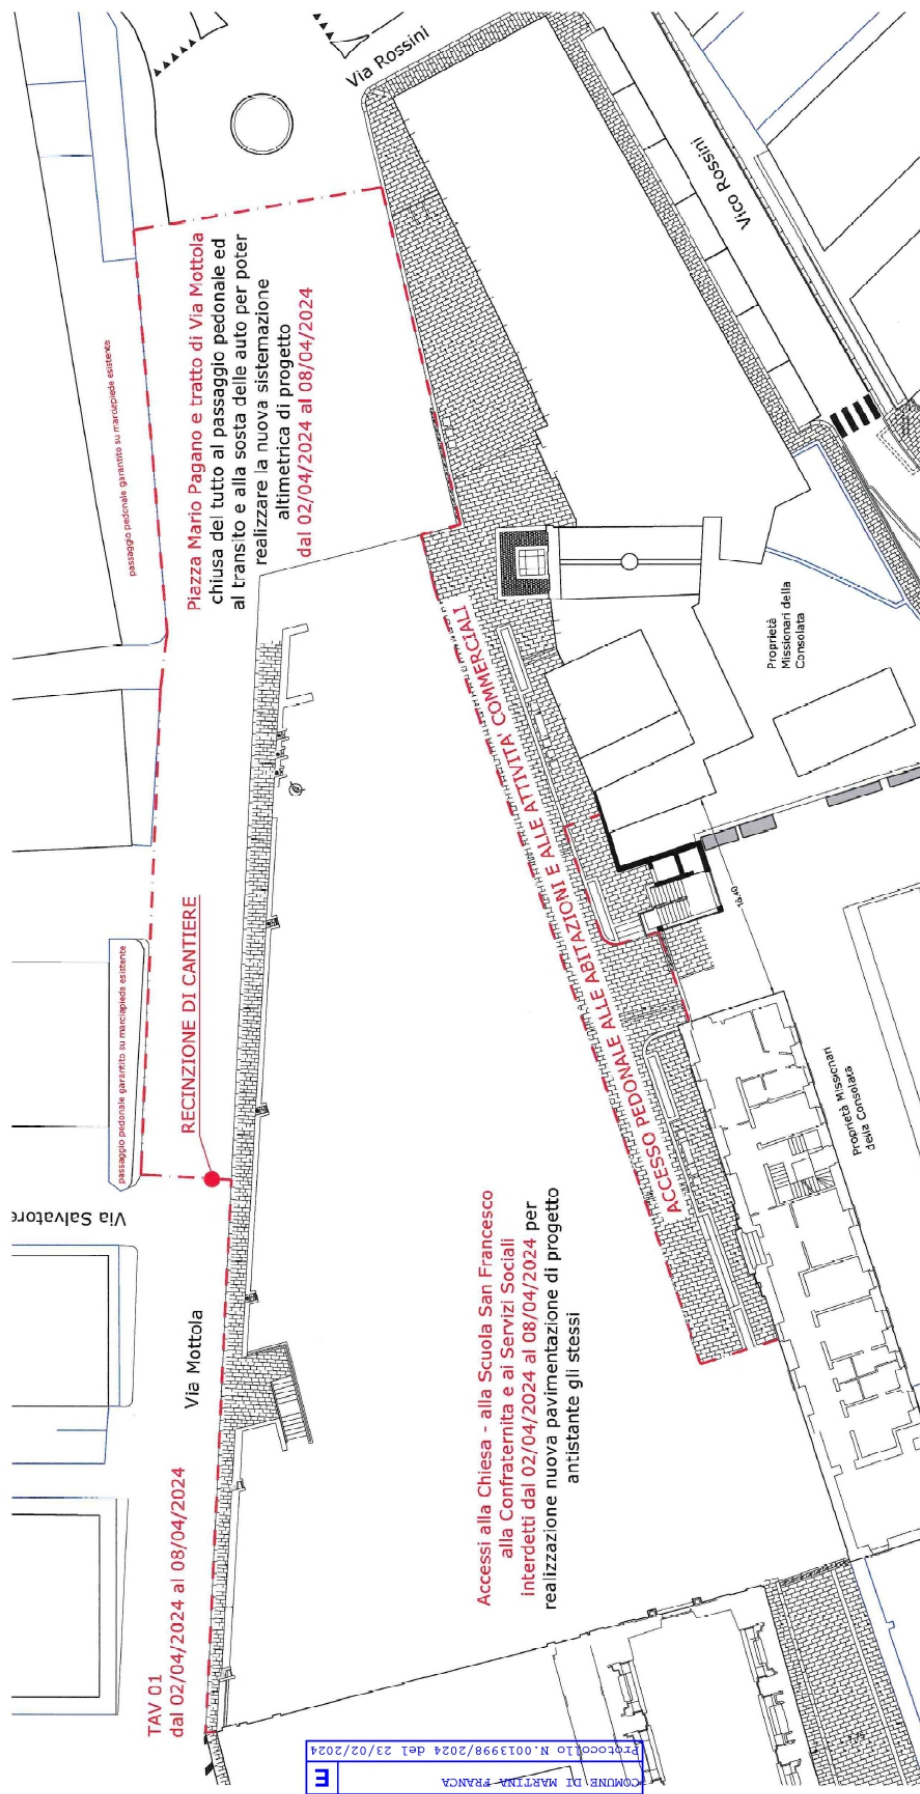 TAV 01
dal 02/04/2024 al 08/04/2024
Via Mottola
Via Salvatore
RECINZIONE DI CANTIERE
passaggio pedonale garantito su marciapiede esistente
passaggio pedonale garantito su marciapiede esistente
Piazza Mario Pagano e tratto di Via Mottola
chiusa del tutto al passaggio pedonale ed
al transito e alla sosta delle auto per poter
realizzare la nuova sistemazione
altimetrica di progetto
dal 02/04/2024 al 08/04/2024
Via Rossini
Vico Rossini
Accessi alla Chiesa - alla Scuola San Francesco
alla Confraternita e ai Servizi Sociali
interdetti dal 02/04/2024 al 08/04/2024 per
realizzazione nuova pavimentazione di progetto
antistante gli stessi
ACCESSO PEDONALE ALLE ABITAZIONI E ALLE ATTIVITA' COMMERCIALI
Proprietà
Missionari della
Consolata
Proprietà Missionari
della Consolata
COMUNE DI MARTINA FRANCA
E
Protocollo N.0013998/2024 del 23/02/2024